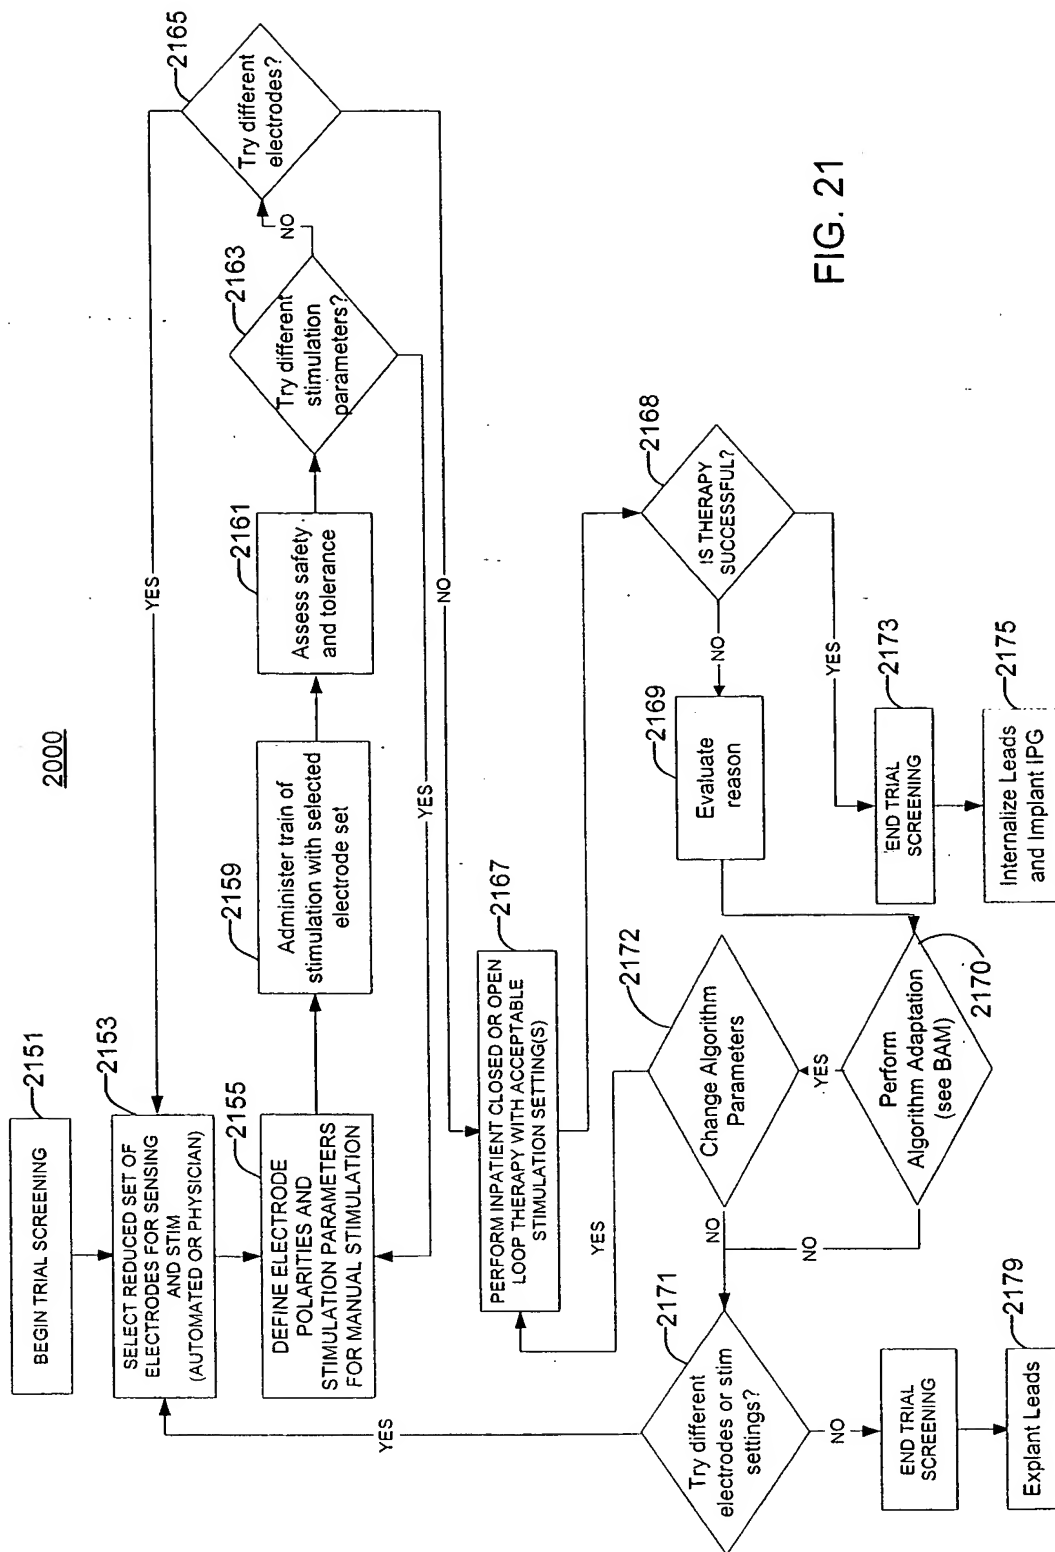 2000
2151
BEGIN TRIAL SCREENING
2153
SELECT REDUCED SET OF
ELECTRODES FOR SENSING
AND STIM
(AUTOMATED OR PHYSICIAN)
2155
DEFINE ELECTRODE
POLARITIES AND
STIMULATION PARAMETERS
FOR MANUAL STIMULATION
2159
Administer train of
stimulation with selected
electrode set
2161
Assess safety
and tolerance
2163
Try different
stimulation
parameters?
NO
YES
2165
Try different
electrodes?
YES
NO
2167
PERFORM INPATIENT CLOSED OR OPEN
LOOP THERAPY WITH ACCEPTABLE
STIMULATION SETTING(S)
2168
IS THERAPY
SUCCESSFUL?
NO
YES
2169
Evaluate
reason
2170
Perform
Algorithm Adaptation
(see BAM)
YES
NO
2172
Change Algorithm
Parameters
YES
NO
2171
Try different
electrodes or stim
settings?
YES
NO
END TRIAL
SCREENING
2179
Explant Leads
2173
END TRIAL
SCREENING
2175
Internalize Leads
and Implant IPG
FIG. 21